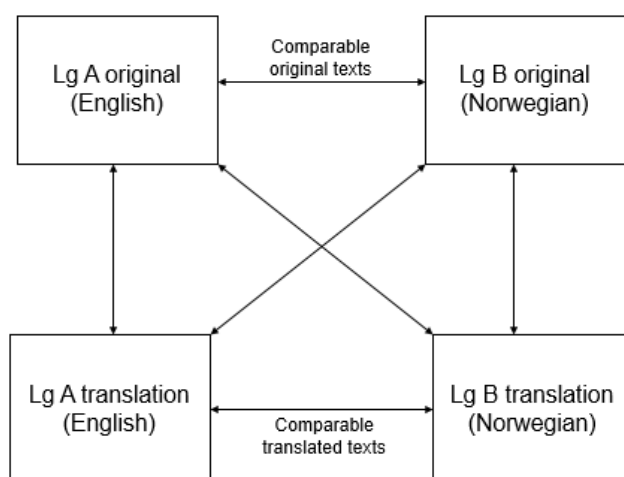 Lg A original
(English)
Comparable
original texts
Lg B original
(Norwegian)
Lg A translation
(English)
Comparable
translated texts
Lg B translation
(Norwegian)